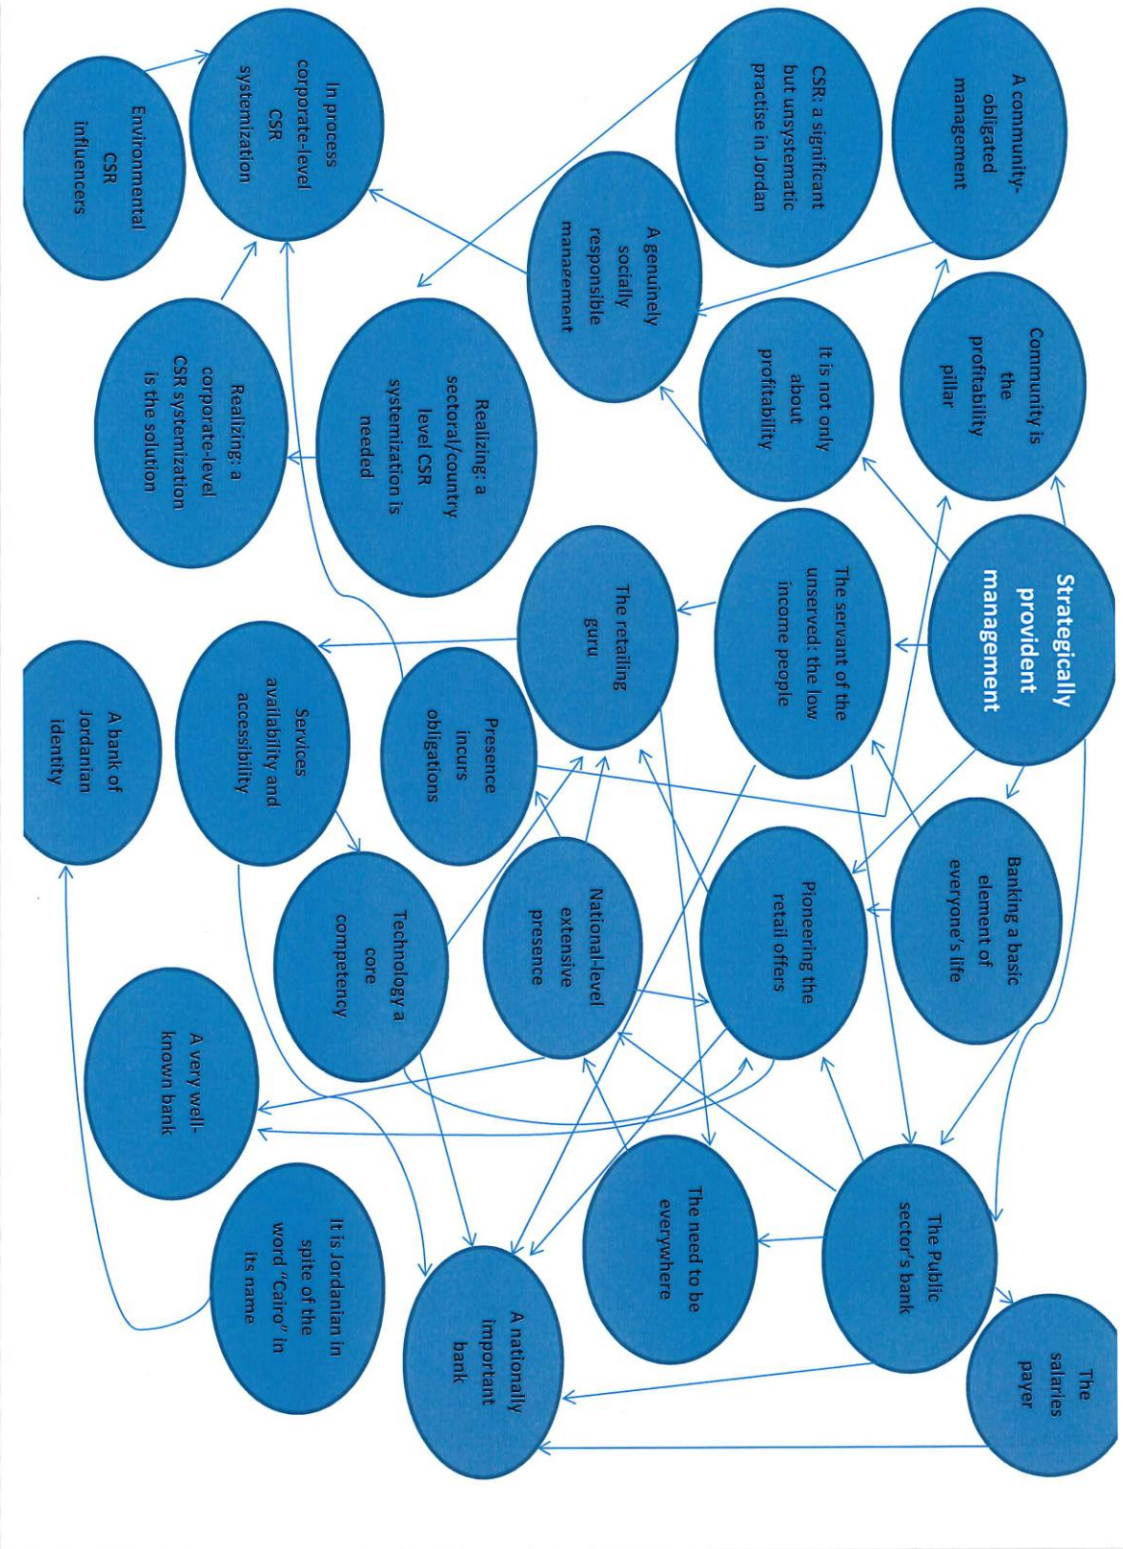 A community-
obligated
management
Community is
the
profitability
pillar
Strategically
provident
management
Banking a basic
element of
everyone's life
The
salaries
payer
CSR: a significant
but unsystematic
practise in Jordan
It is not only
about
profitability
The servant of the
unserved: the low
income people
Pioneering the
retail offers
The Public
sector's bank
A genuinely
socially
responsible
management
The retailing
guru
National-level
extensive
presence
The need to be
everywhere
Realizing: a
sectoral/country
level CSR
systemization is
needed
Presence
incurs
obligations
Technology a
core
competency
A nationally
important
bank
In process
corporate-level
CSR
systemization
Realizing: a
corporate-level
CSR systemization
is the solution
Services
availability and
accessibility
A very well-
known bank
It is Jordanian in
spite of the
word "Cairo" in
its name
Environmental
CSR
influencers
A bank of
Jordanian
identity